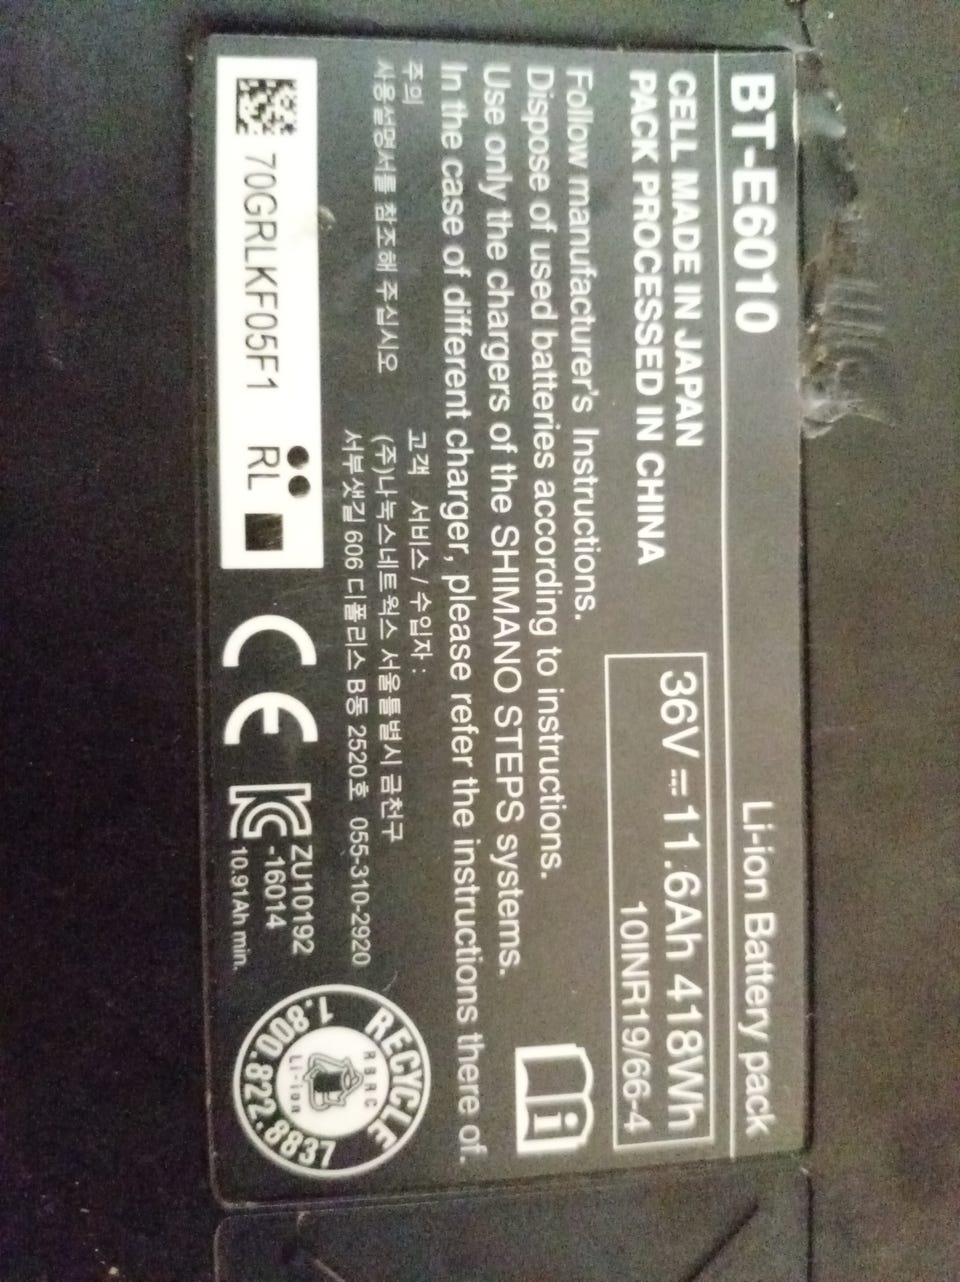 BT-E6010
Li-ion Battery pack
CELL MADE IN JAPAN
PACK PROCESSED IN CHINA
36V ⎓ 11.6Ah 418Wh
10INR19/66-4
Follow manufacturer's Instructions.
Dispose of used batteries according to instructions.
Use only the chargers of the SHIMANO STEPS systems.
In the case of different charger, please refer the instructions there of.
주의
사용설명서를 참조해 주십시오
고객 서비스 / 수입자 :
(주)나눅스네트웍스 서울특별시 금천구
서부샛길 606 디폴리스 B동 2520호 055-310-2920
70GRLKF05F1 RL
CE
ZU10192
-16014
10.91Ah min.
RECYCLE
RBRC
Li-ion
1.800.822.8837